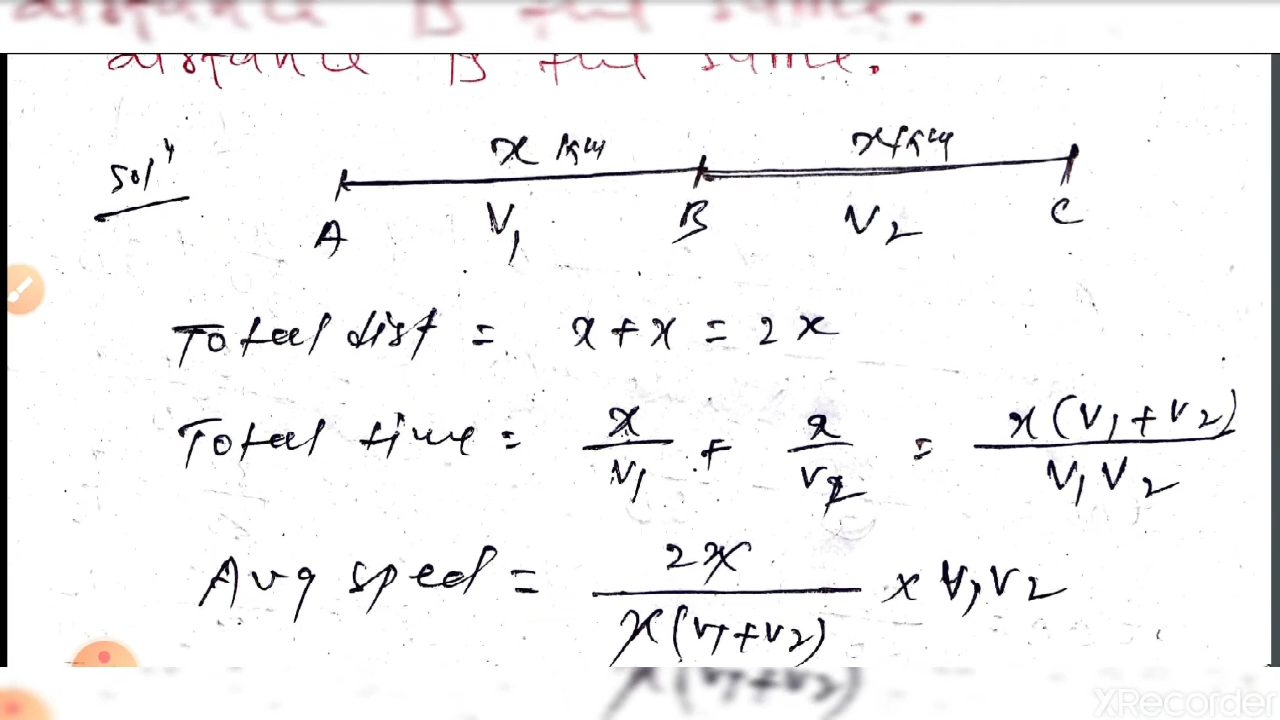 distance is the same.
Solⁿ
x km x km
A V₁ B V₂ C
Total dist = x + x = 2x
Total time = x/V₁ + x/V₂ = x(V₁+V₂)/V₁V₂
Avg speed = 2x/x(V₁+V₂) × V₁V₂
XRecorder